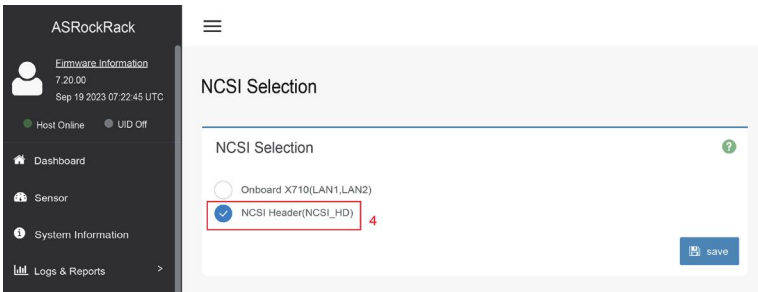 ASRockRack
Firmware Information
7.20.00
Sep 19 2023 07:22:45 UTC
Host Online
UID Off
Dashboard
Sensor
System Information
Logs & Reports >
NCSI Selection
NCSI Selection
Onboard X710(LAN1,LAN2)
NCSI Header(NCSI_HD)
4
save